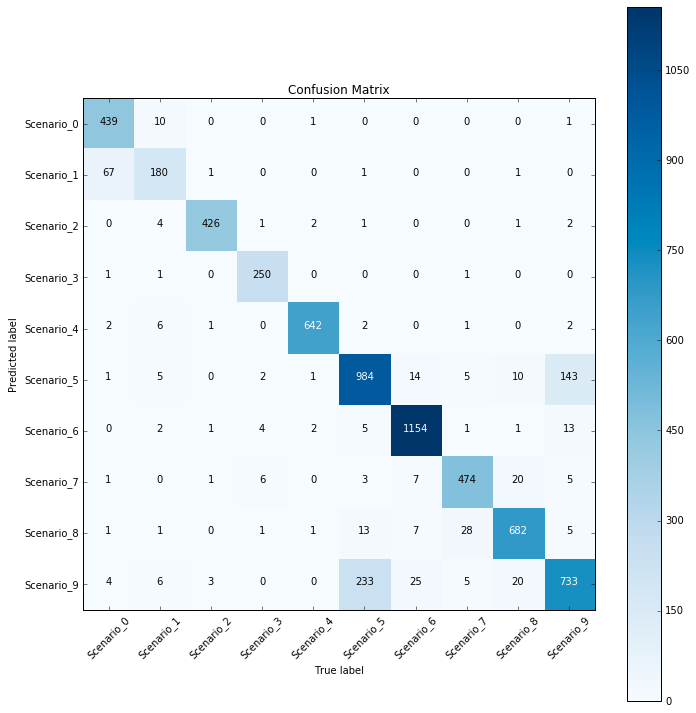 Confusion Matrix
Predicted label
Scenario_0 439 10 0 0 1 0 0 0 0 1
Scenario_1 67 180 1 0 0 1 0 0 1 0
Scenario_2 0 4 426 1 2 1 0 0 1 2
Scenario_3 1 1 0 250 0 0 0 1 0 0
Scenario_4 2 6 1 0 642 2 0 1 0 2
Scenario_5 1 5 0 2 1 984 14 5 10 143
Scenario_6 0 2 1 4 2 5 1154 1 1 13
Scenario_7 1 0 1 6 0 3 7 474 20 5
Scenario_8 1 1 0 1 1 13 7 28 682 5
Scenario_9 4 6 3 0 0 233 25 5 20 733
Scenario_0 Scenario_1 Scenario_2 Scenario_3 Scenario_4 Scenario_5 Scenario_6 Scenario_7 Scenario_8 Scenario_9
True label
1050
900
750
600
450
300
150
0